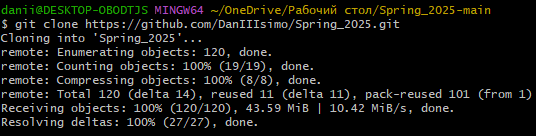 danii@DESKTOP-OBODTJS MINGW64 ~/OneDrive/Рабочий стол/Spring_2025-main
$ git clone https://github.com/DanIIIsimo/Spring_2025.git
Cloning into 'Spring_2025'...
remote: Enumerating objects: 120, done.
remote: Counting objects: 100% (19/19), done.
remote: Compressing objects: 100% (8/8), done.
remote: Total 120 (delta 14), reused 11 (delta 11), pack-reused 101 (from 1)
Receiving objects: 100% (120/120), 43.59 MiB | 10.42 MiB/s, done.
Resolving deltas: 100% (27/27), done.